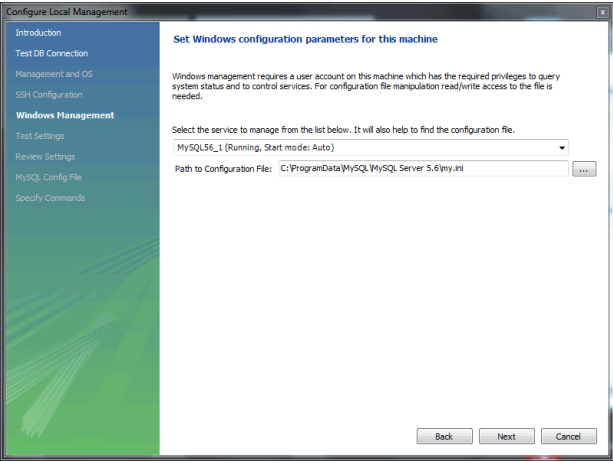 Configure Local Management
x
Introduction
Test DB Connection
Management and OS
SSH Configuration
Windows Management
Test Settings
Review Settings
MySQL Config File
Specify Commands
Set Windows configuration parameters for this machine
Windows management requires a user account on this machine which has the required privileges to query
system status and to control services. For configuration file manipulation read/write access to the file is
needed.
Select the service to manage from the list below. It will also help to find the configuration file.
MySQL56_1 (Running, Start mode: Auto)
Path to Configuration File: C:\ProgramData\MySQL\MySQL Server 5.6\my.ini ...
Back Next Cancel